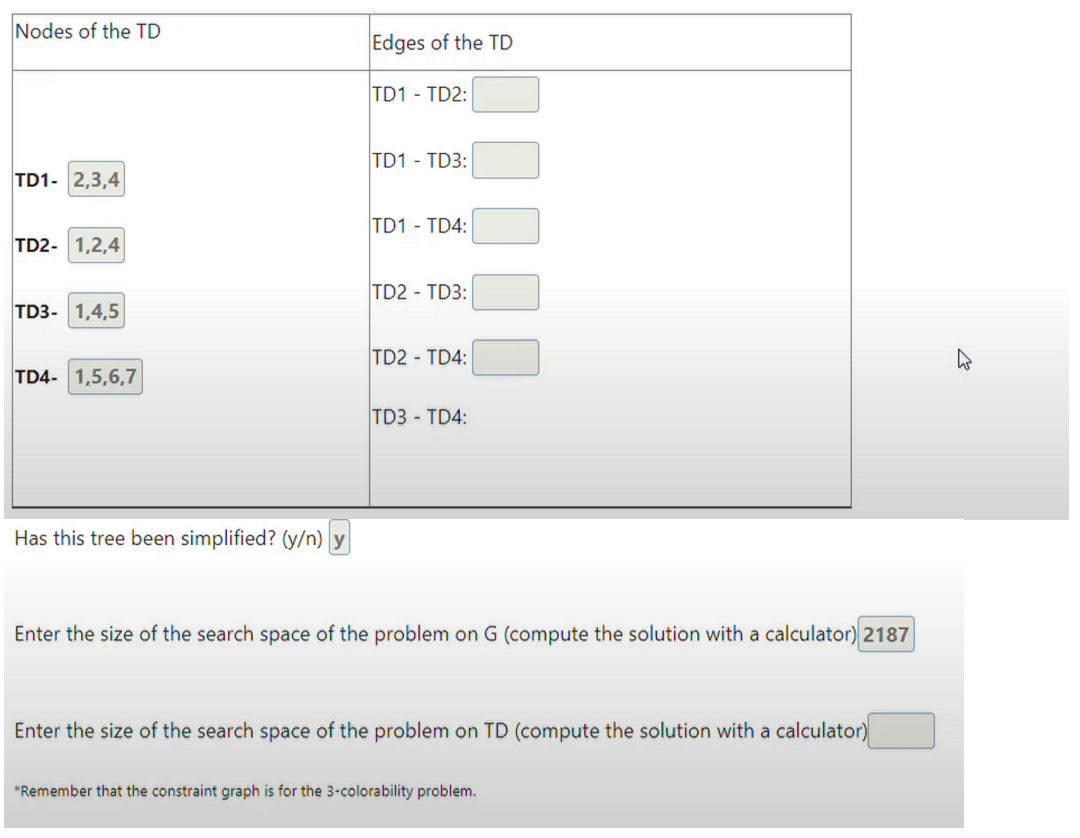 Nodes of the TD
Edges of the TD
TD1 - TD2:
TD1 - TD3:
TD1- 2,3,4
TD1 - TD4:
TD2- 1,2,4
TD2 - TD3:
TD3- 1,4,5
TD2 - TD4:
TD4- 1,5,6,7
TD3 - TD4:
Has this tree been simplified? (y/n) y
Enter the size of the search space of the problem on G (compute the solution with a calculator) 2187
Enter the size of the search space of the problem on TD (compute the solution with a calculator)
*Remember that the constraint graph is for the 3-colorability problem.